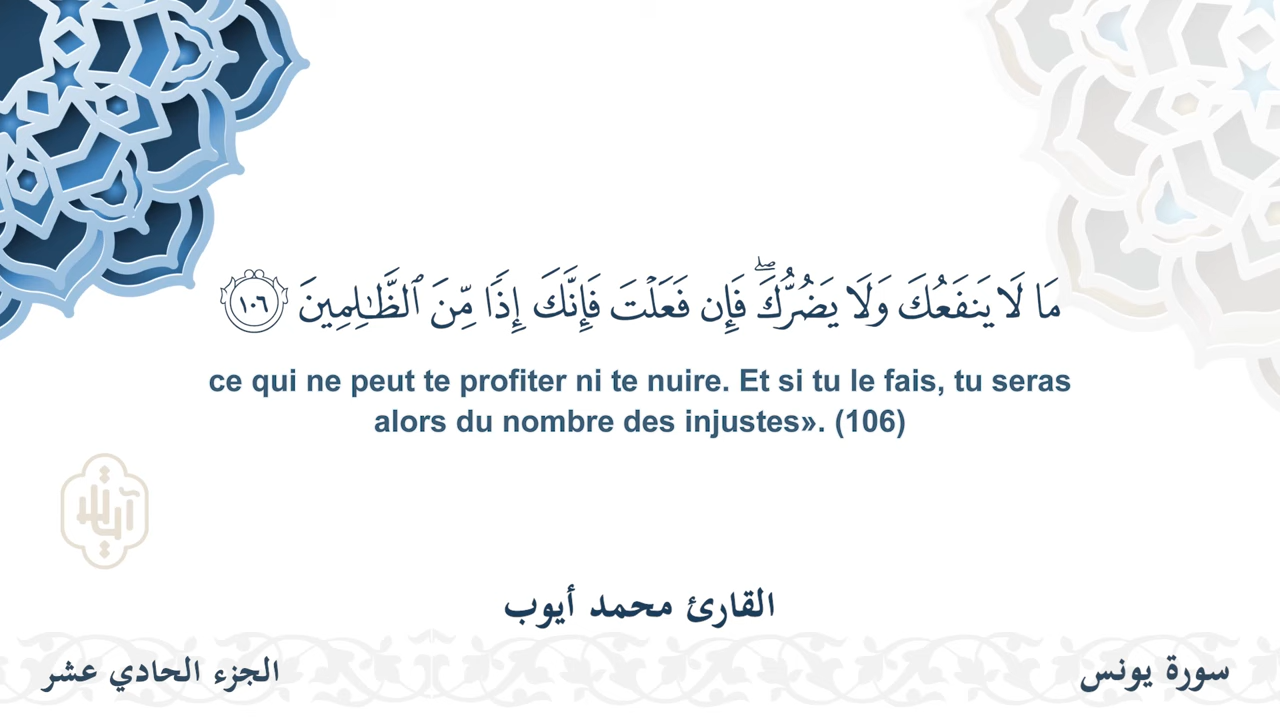 مَا لَا يَنفَعُكَ وَلَا يَضُرُّكَ ۖ فَإِن فَعَلْتَ فَإِنَّكَ إِذًا مِّنَ ٱلظَّـٰلِمِينَ ١٠٦
ce qui ne peut te profiter ni te nuire. Et si tu le fais, tu seras
alors du nombre des injustes». (106)
القارئ محمد أيوب
سورة يونس
الجزء الحادي عشر